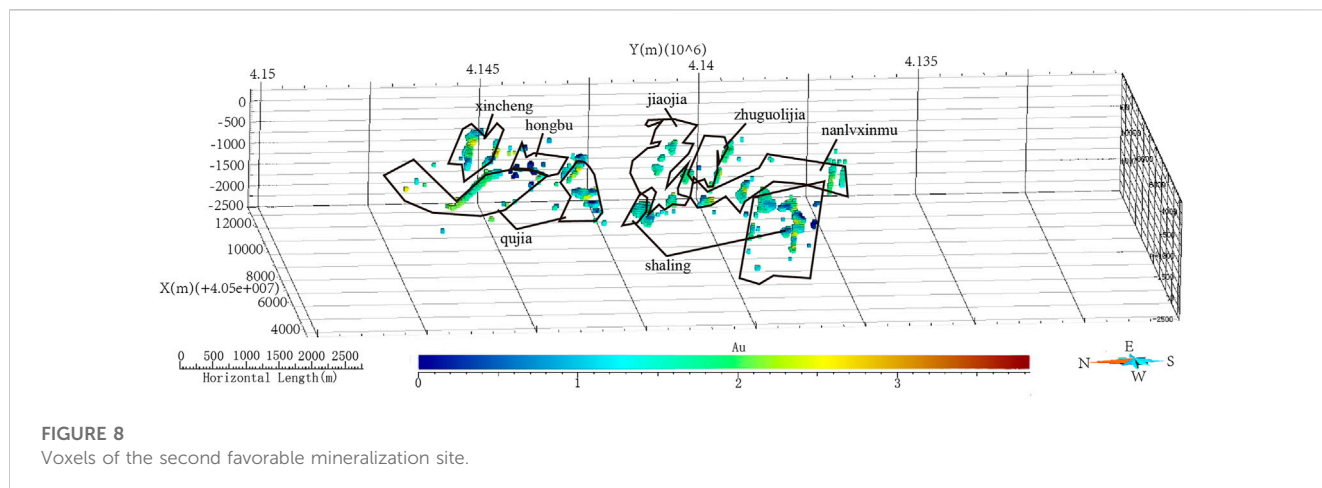 Y(m)(10^6)
4.15 4.145 4.14 4.135
0
-500
-1000
-1500
-2000
-2500
12000
10000
8000
X(m)(+4.05e+007)
6000
4000
xincheng
hongbu
jiaojia
zhuguolijia
nanlvxinmu
qujia
shaling
-2500
0 500 1000 1500 2000 2500
Horizontal Length(m)
Au
0 1 2 3
N E S W
FIGURE 8
Voxels of the second favorable mineralization site.